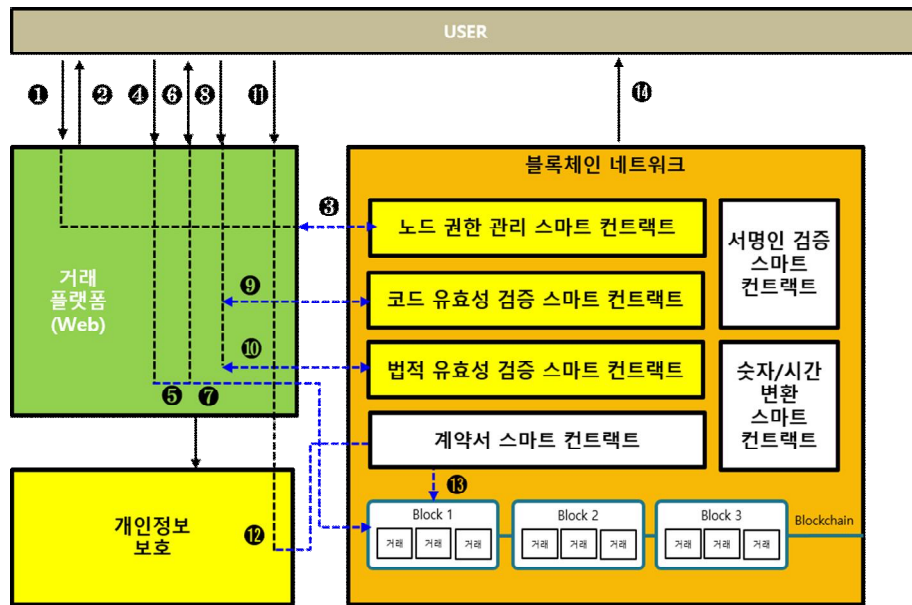 USER
❶ ❷ ❹ ❻ ❽ ⓫ ⓮
블록체인 네트워크
❸
노드 권한 관리 스마트 컨트랙트
서명인 검증
스마트
컨트랙트
거래
플랫폼
(Web)
❾
코드 유효성 검증 스마트 컨트랙트
❿
법적 유효성 검증 스마트 컨트랙트
숫자/시간
변환
스마트
컨트랙트
❺ ❼
계약서 스마트 컨트랙트
⓭
개인정보
보호
⓬
Block 1
거래 거래 거래
Block 2
거래 거래 거래
Block 3
거래 거래 거래
Blockchain